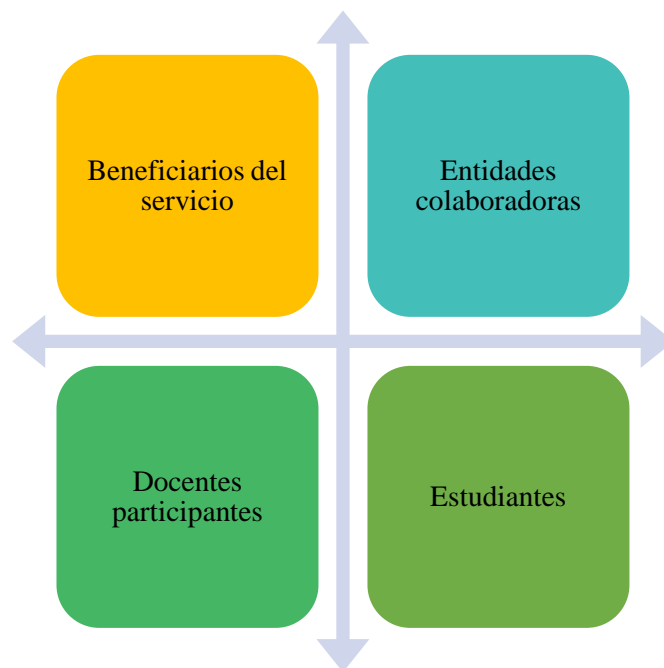 Beneficiarios del
servicio
Entidades
colaboradoras
Docentes
participantes
Estudiantes